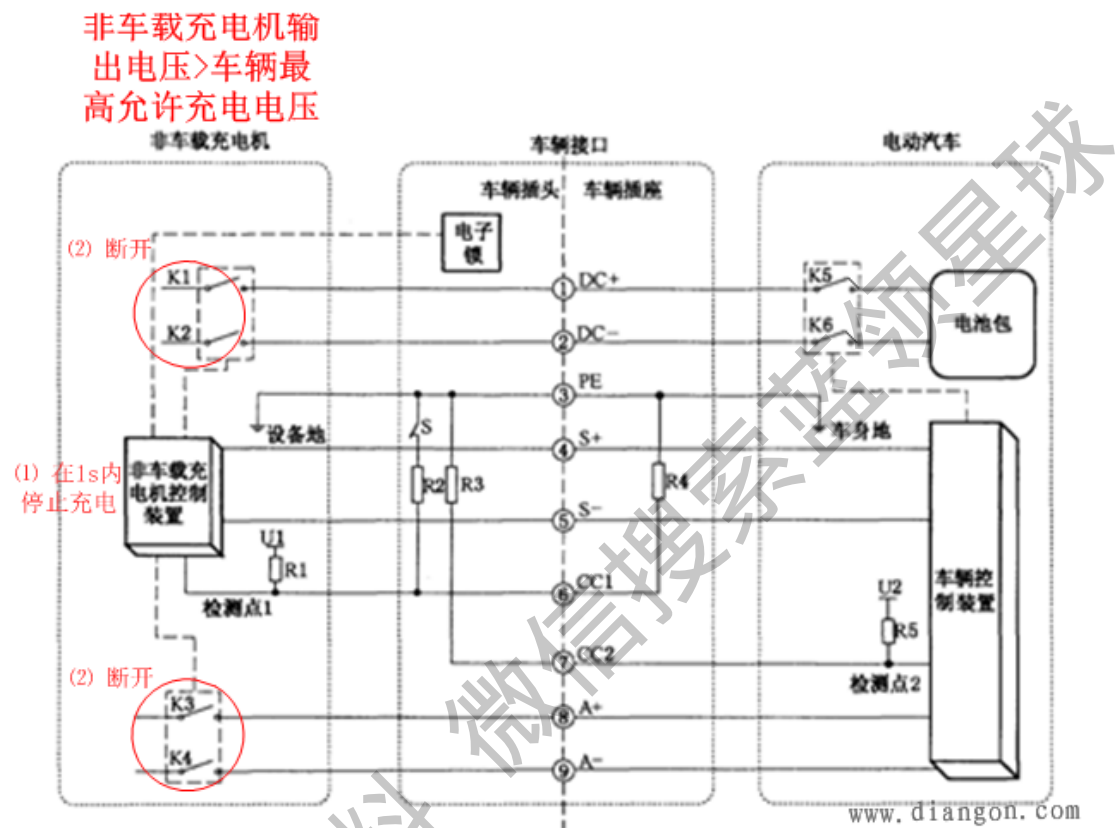 非车载充电机输
出电压>车辆最
高允许充电电压
非车载充电机
车辆接口
电动汽车
车辆插头
车辆插座
电子
锁
(2) 断开
K1
K2
① DC+
② DC-
K5
K6
电池包
③ PE
设备地
S
④ S+
车身地
(1) 在1s内
停止充电
非车载充
电机控制
装置
R2
R3
R4
⑤ S-
U1
R1
检测点1
⑥ CC1
车辆控
制装置
U2
R5
⑦ CC2
检测点2
(2) 断开
K3
K4
⑧ A+
⑨ A-
www.diangon.com
料 微信搜索蓝领星球